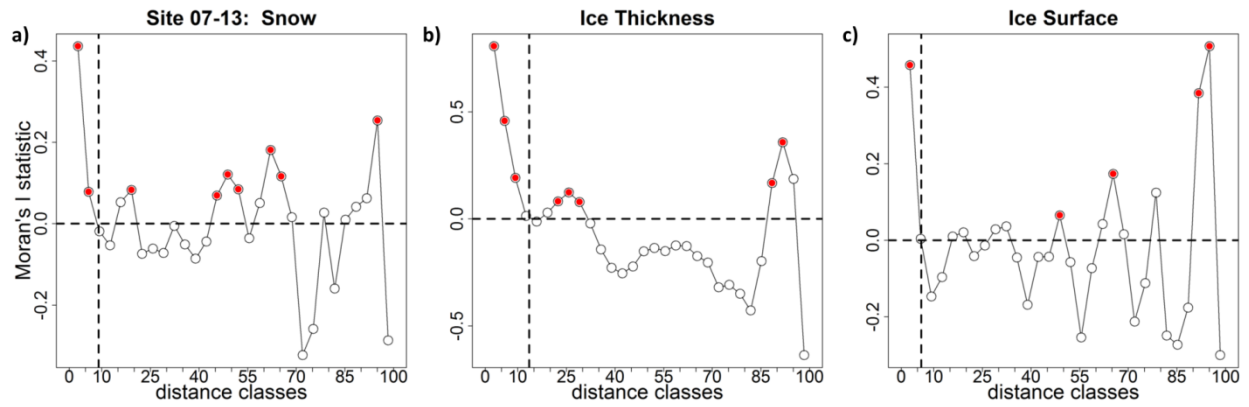 Site 07-13: Snow
Ice Thickness
Ice Surface
a)
b)
c)
Moran's I statistic
0.4
0.2
0.0
-0.2
0.5
0.0
-0.5
0.4
0.2
0.0
-0.2
0 10 25 40 55 70 85 100
0 10 25 40 55 70 85 100
0 10 25 40 55 70 85 100
distance classes
distance classes
distance classes